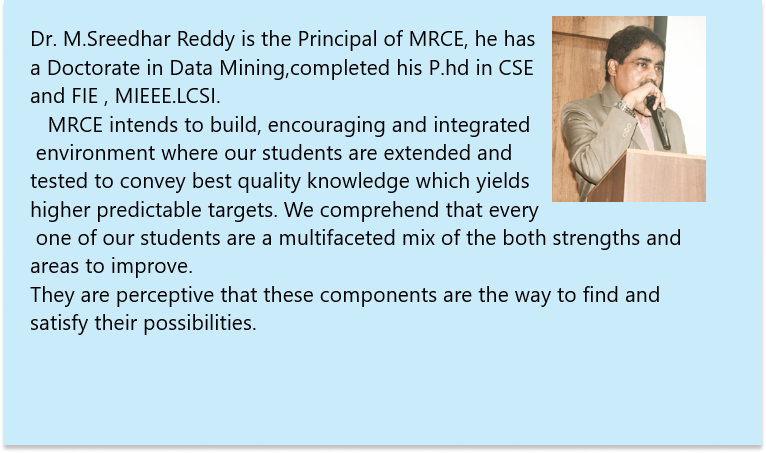 Dr. M.Sreedhar Reddy is the Principal of MRCE, he has
a Doctorate in Data Mining,completed his P.hd in CSE
and FIE , MIEEE.LCSI.
MRCE intends to build, encouraging and integrated
environment where our students are extended and
tested to convey best quality knowledge which yields
higher predictable targets. We comprehend that every
one of our students are a multifaceted mix of the both strengths and
areas to improve.
They are perceptive that these components are the way to find and
satisfy their possibilities.